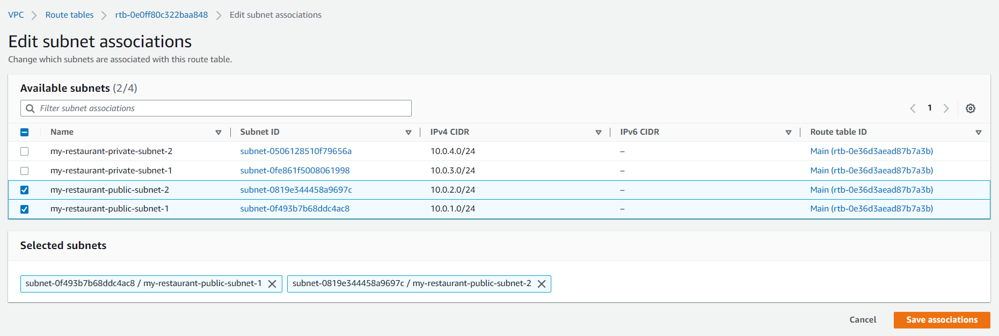 VPC Route tables rtb-0e0ff80c322baa848 Edit subnet associations
Edit subnet associations
Change which subnets are associated with this route table.
Available subnets (2/4)
Filter subnet associations 1
Name Subnet ID IPv4 CIDR IPv6 CIDR Route table ID
my-restaurant-private-subnet-2 subnet-0506128510f79656a 10.0.4.0/24 – Main (rtb-0e36d3aead87b7a3b)
my-restaurant-private-subnet-1 subnet-0fe861f5008061998 10.0.3.0/24 – Main (rtb-0e36d3aead87b7a3b)
my-restaurant-public-subnet-2 subnet-0819e344458a9697c 10.0.2.0/24 – Main (rtb-0e36d3aead87b7a3b)
my-restaurant-public-subnet-1 subnet-0f493b7b68ddc4ac8 10.0.1.0/24 – Main (rtb-0e36d3aead87b7a3b)
Selected subnets
subnet-0f493b7b68ddc4ac8 / my-restaurant-public-subnet-1 subnet-0819e344458a9697c / my-restaurant-public-subnet-2
Cancel Save associations